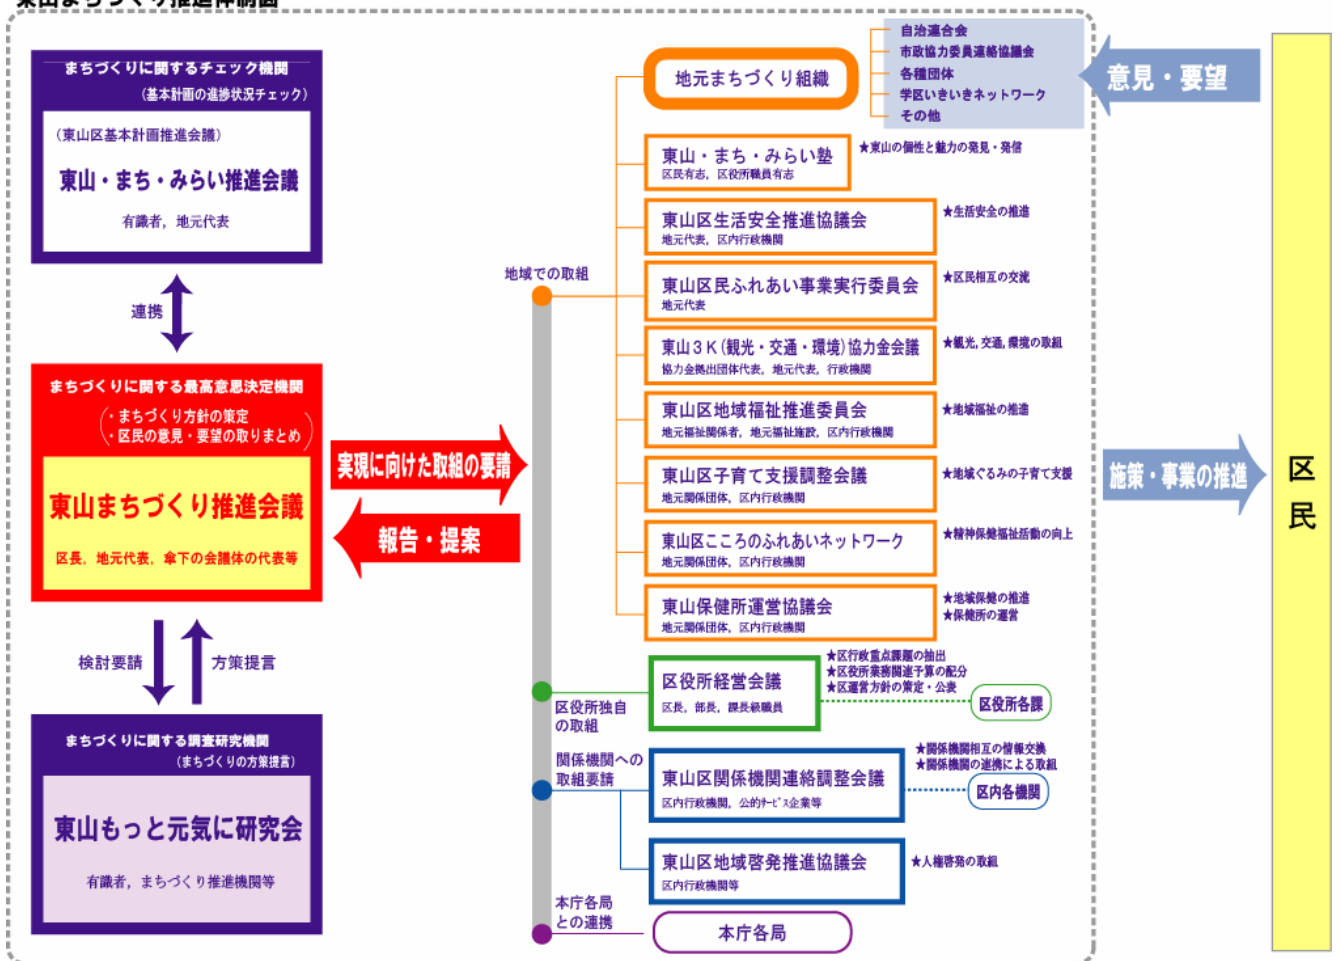 東山まちづくり推進体制図
まちづくりに関するチェック機関
(基本計画の進捗状況チェック)
(東山区基本計画推進会議)
東山・まち・みらい推進会議
有識者, 地元代表
連携
まちづくりに関する最高意思決定機関
・まちづくり方針の策定
・区民の意見・要望の取りまとめ
東山まちづくり推進会議
区長, 地元代表, 傘下の会議体の代表等
検討要請
方策提言
まちづくりに関する調査研究機関
(まちづくりの方策提言)
東山もっと元気に研究会
有識者, まちづくり推進機関等
実現に向けた取組の要請
報告・提案
地域での取組
地元まちづくり組織
自治連合会
市政協力委員連絡協議会
各種団体
学区いきいきネットワーク
その他
東山・まち・みらい塾
区民有志, 区役所職員有志
★東山の個性と魅力の発見・発信
東山区生活安全推進協議会
地元代表, 区内行政機関
★生活安全の推進
東山区民ふれあい事業実行委員会
地元代表
★区民相互の交流
東山3K(観光・交通・環境)協力金会議
協力金拠出団体代表, 地元代表, 行政機関
★観光, 交通, 環境の取組
東山区地域福祉推進委員会
地元福祉関係者, 地元福祉施設, 区内行政機関
★地域福祉の推進
東山区子育て支援調整会議
地元関係団体, 区内行政機関
★地域ぐるみの子育て支援
東山区こころのふれあいネットワーク
地元関係団体, 区内行政機関
★精神保健福祉活動の向上
東山保健所運営協議会
地元関係団体, 区内行政機関
★地域保健の推進
★保健所の運営
区役所独自
の取組
区役所経営会議
区長, 部長, 課長級職員
★区行政重点課題の抽出
★区役所業務関連予算の配分
★区運営方針の策定・公表
区役所各課
関係機関への
取組要請
東山区関係機関連絡調整会議
区内行政機関, 公的サービス企業等
★関係機関相互の情報交換
★関係機関の連携による取組
区内各機関
東山区地域啓発推進協議会
区内行政機関等
★人権啓発の取組
本庁各局
との連携
本庁各局
意見・要望
施策・事業の推進
区民